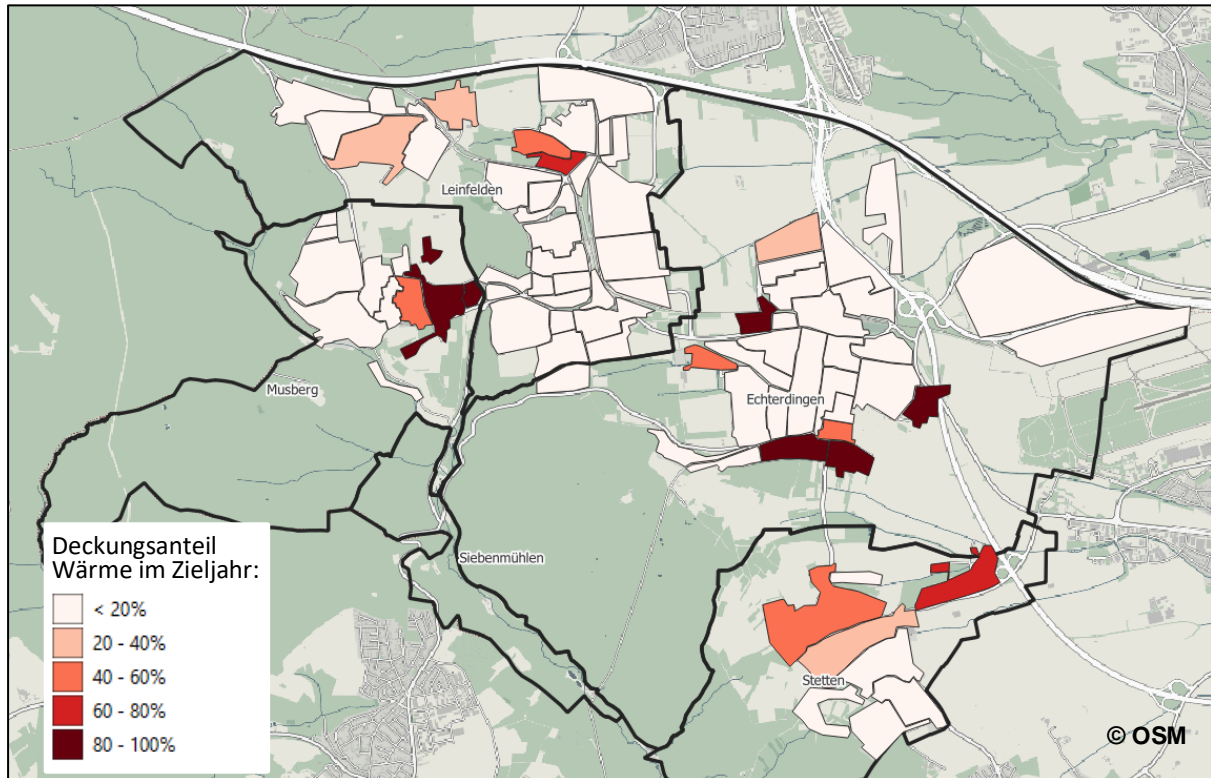 Leinfelden
Musberg
Echterdingen
Siebenmühlen
Stetten
Deckungsanteil
Wärme im Zieljahr:
< 20%
20 - 40%
40 - 60%
60 - 80%
80 - 100%
© OSM